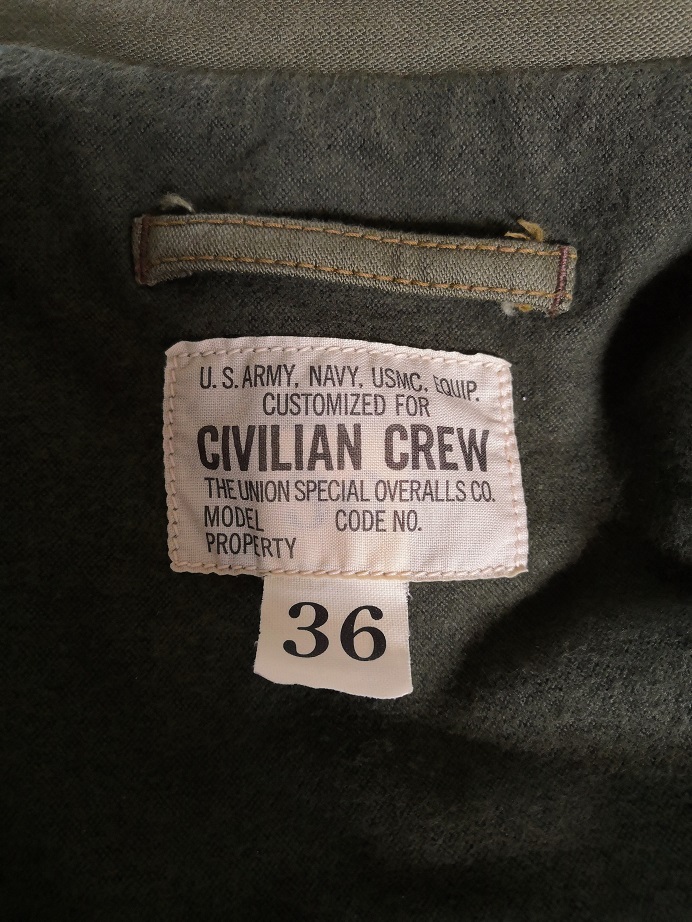 U.S. ARMY, NAVY, USMC, EQUIP.
CUSTOMIZED FOR
CIVILIAN CREW
THE UNION SPECIAL OVERALLS CO.
MODEL CODE NO.
PROPERTY
36